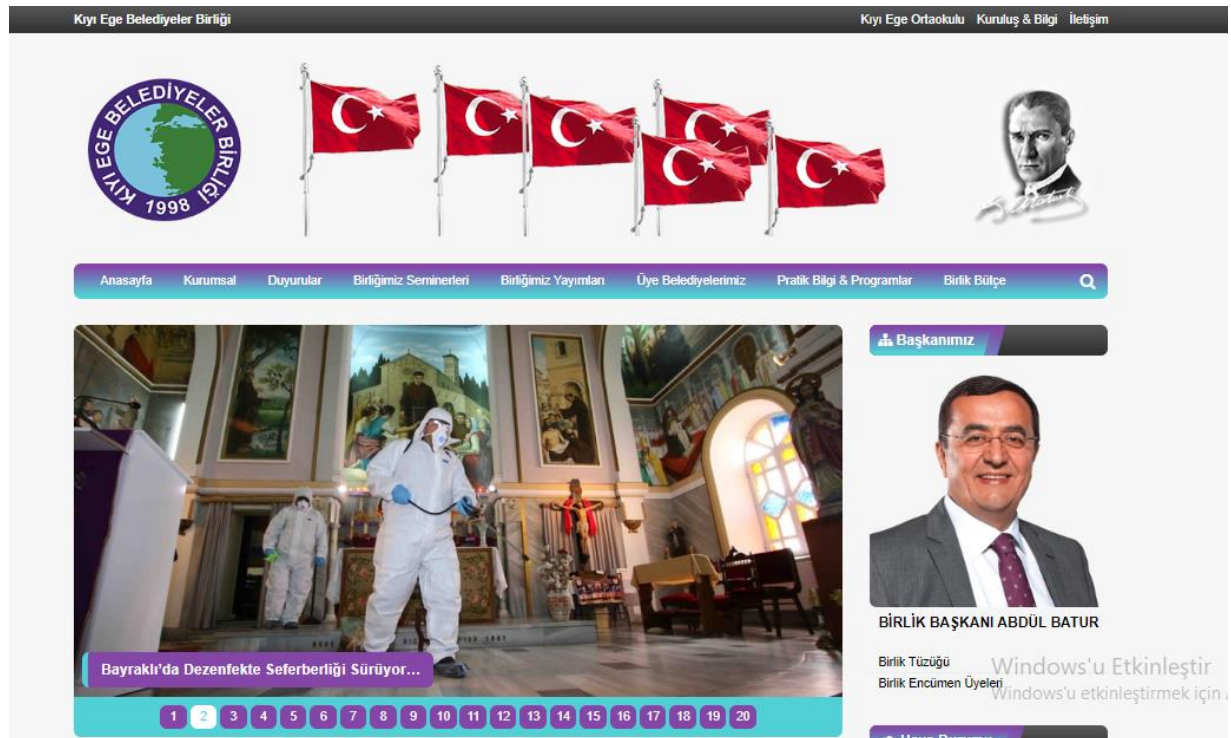 Kıyı Ege Belediyeler Birliği
Kıyı Ege Ortaokulu Kuruluş & Bilgi İletişim
KIYI EGE BELEDİYELER BİRLİĞİ
1998
Anasayfa Kurumsal Duyurular Birliğimiz Seminerleri Birliğimiz Yayımları Üye Belediyelerimiz Pratik Bilgi & Programlar Birlik Bütçe
Başkanımız
BİRLİK BAŞKANI ABDÜL BATUR
Birlik Tüzüğü
Birlik Encümen Üyeleri
Bayraklı’da Dezenfekte Seferberliği Sürüyor...
1 2 3 4 5 6 7 8 9 10 11 12 13 14 15 16 17 18 19 20
Windows'u Etkinleştir
Windows'u etkinleştirmek için